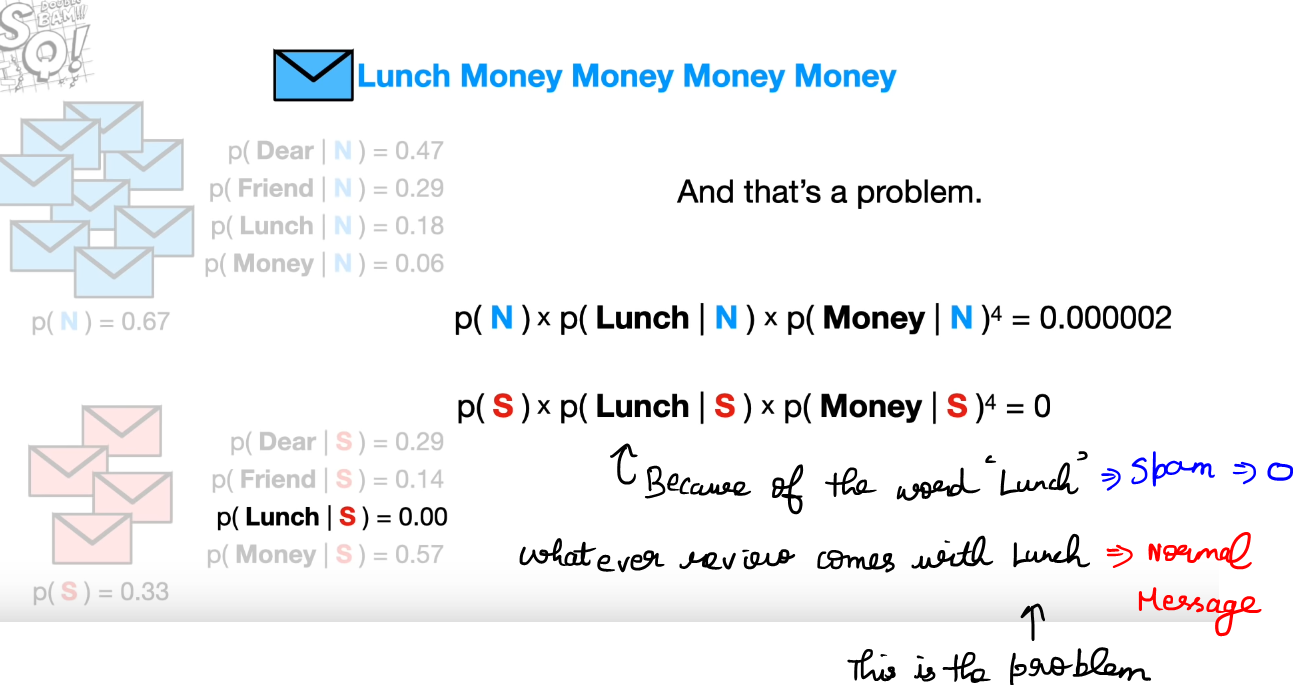 DOUBLE
BAM!!!
SQ!
Lunch Money Money Money Money
p( Dear | N ) = 0.47
p( Friend | N ) = 0.29
p( Lunch | N ) = 0.18
p( Money | N ) = 0.06
p( N ) = 0.67
And that's a problem.
p( N ) x p( Lunch | N ) x p( Money | N )⁴ = 0.000002
p( S ) x p( Lunch | S ) x p( Money | S )⁴ = 0
p( Dear | S ) = 0.29
p( Friend | S ) = 0.14
p( Lunch | S ) = 0.00
p( Money | S ) = 0.57
p( S ) = 0.33
↑ Because of the word "Lunch" ⇒ Spam ⇒ 0
whatever review comes with Lunch ⇒ Normal
Message
↑
This is the problem